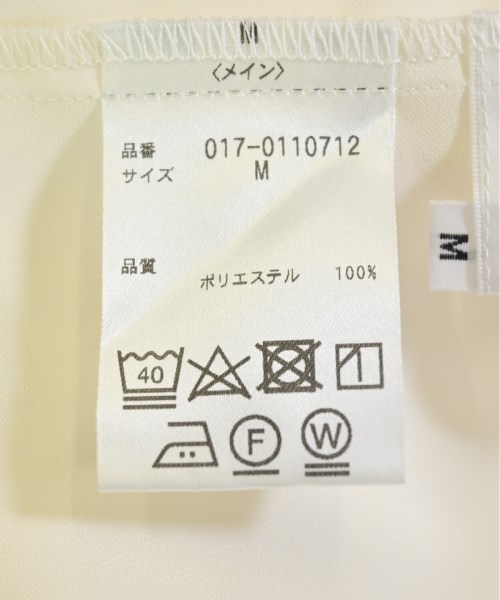 M
〈メイン〉
品番 017-0110712
サイズ M
品質 ポリエステル 100%
40
F W
M